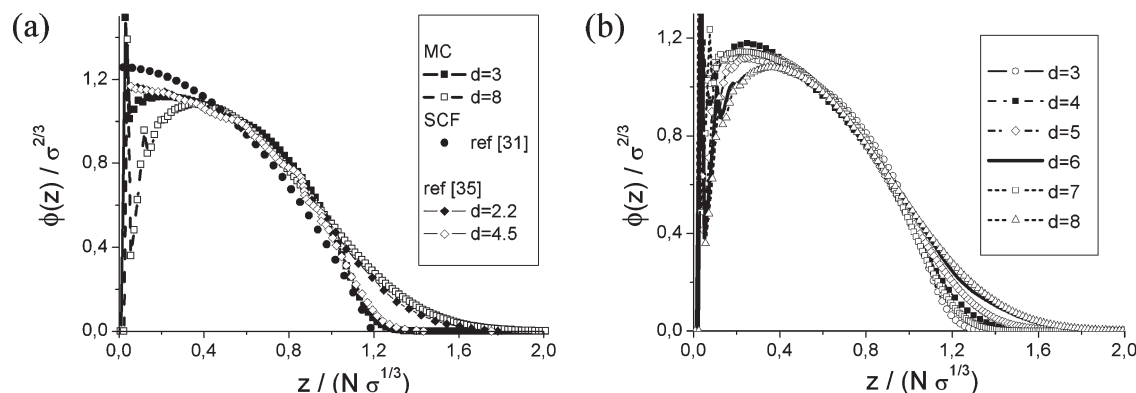 (a)
ϕ(z) / σ^2/3
1,2
0,8
0,4
0,0
0,0 0,4 0,8 1,2 1,6 2,0
z / (N σ^1/3)
MC
d=3
d=8
SCF
ref [31]
ref [35]
d=2.2
d=4.5
(b)
ϕ(z) / σ^2/3
1,2
0,8
0,4
0,0
0,0 0,4 0,8 1,2 1,6 2,0
z / (N σ^1/3)
d=3
d=4
d=5
d=6
d=7
d=8